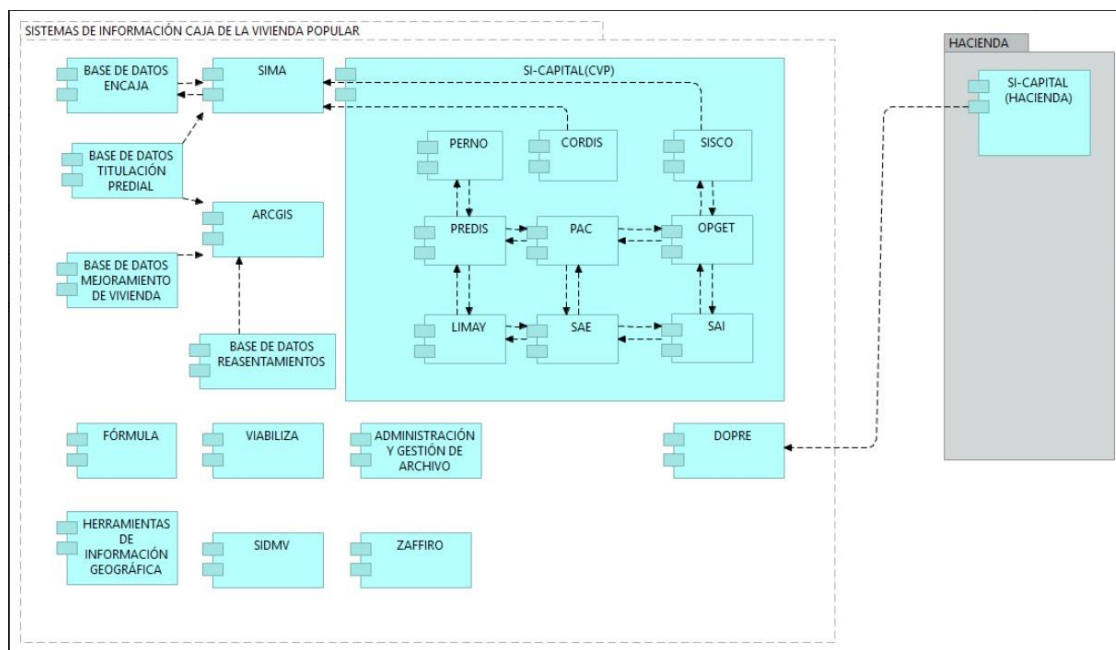 SISTEMAS DE INFORMACIÓN CAJA DE LA VIVIENDA POPULAR
HACIENDA
BASE DE DATOS
ENCAJA
SIMA
SI-CAPITAL(CVP)
SI-CAPITAL
(HACIENDA)
PERNO
CORDIS
SISCO
BASE DE DATOS
TITULACIÓN
PREDIAL
ARCGIS
PREDIS
PAC
OPGET
BASE DE DATOS
MEJORAMIENTO
DE VIVIENDA
LIMAY
SAE
SAI
BASE DE DATOS
REASENTAMIENTOS
FÓRMULA
VIABILIZA
ADMINISTRACIÓN
Y GESTIÓN DE
ARCHIVO
DOPRE
HERRAMIENTAS
DE
INFORMACIÓN
GEOGRÁFICA
SIDMV
ZAFFIRO